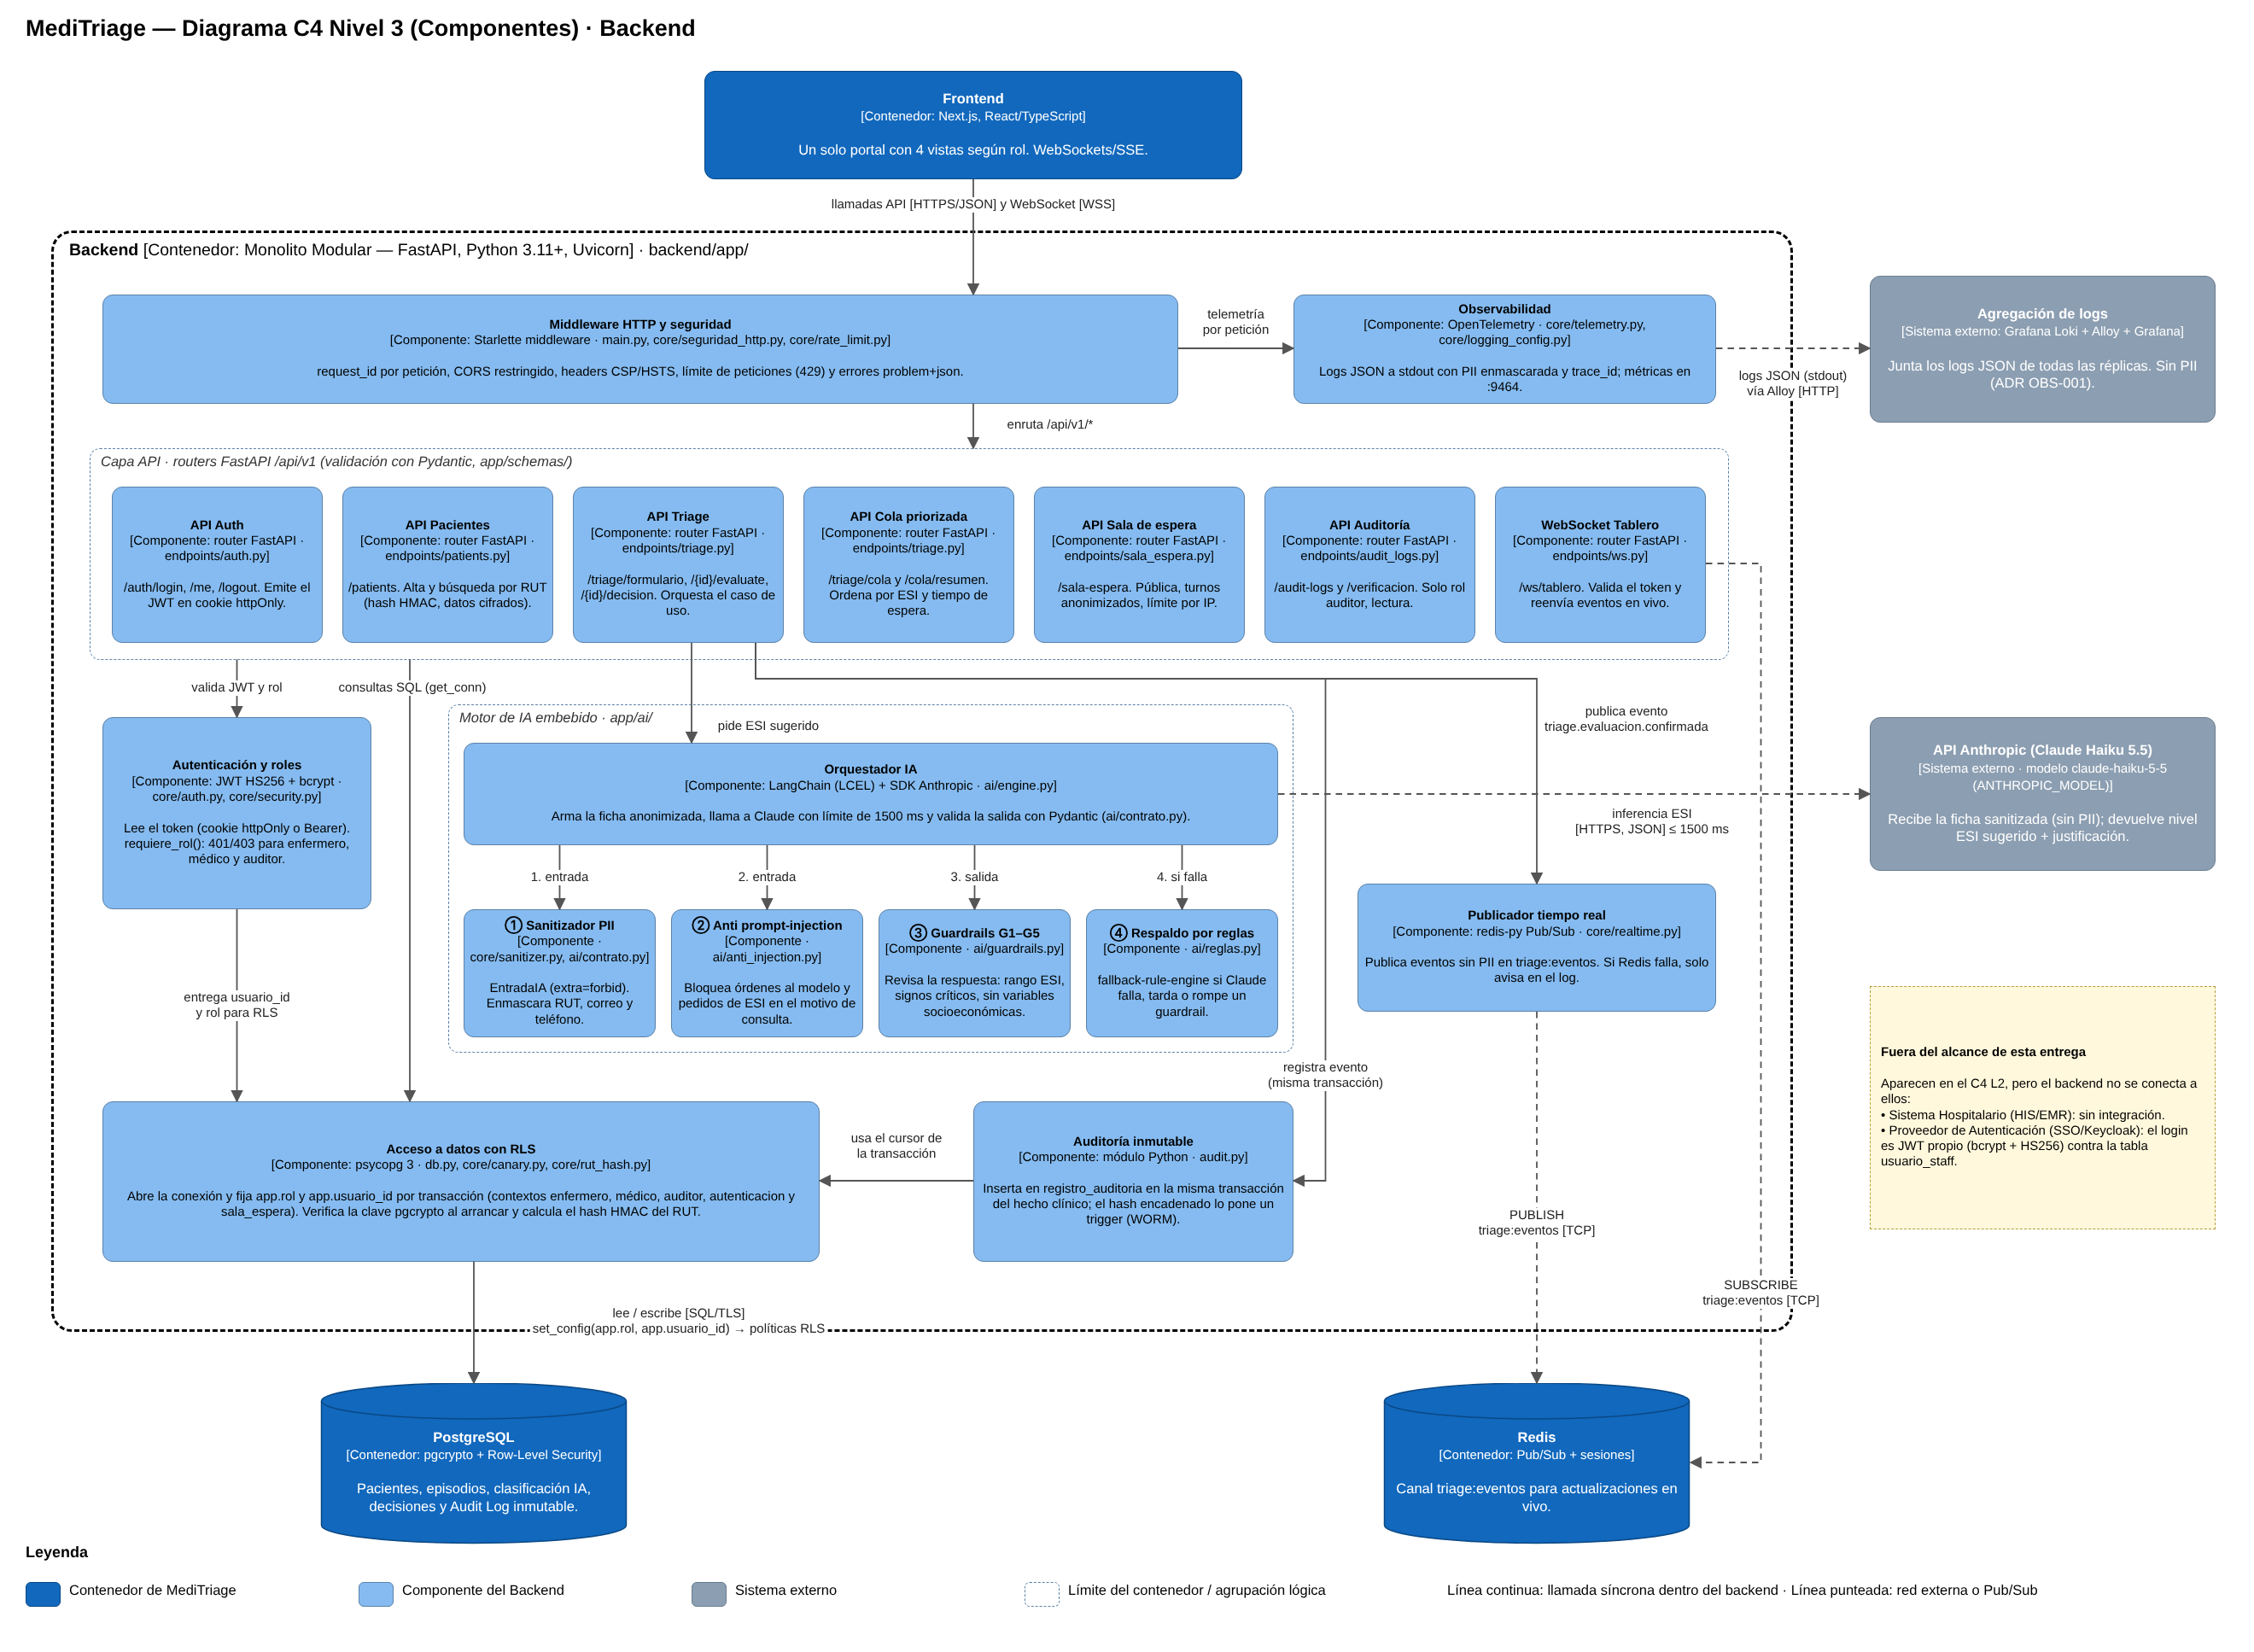 MediTriage — Diagrama C4 Nivel 3 (Componentes) · Backend
Frontend
[Contenedor: Next.js, React/TypeScript]
Un solo portal con 4 vistas según rol. WebSockets/SSE.
llamadas API [HTTPS/JSON] y WebSocket [WSS]
Backend [Contenedor: Monolito Modular — FastAPI, Python 3.11+, Uvicorn] · backend/app/
Middleware HTTP y seguridad
[Componente: Starlette middleware · main.py, core/seguridad_http.py, core/rate_limit.py]
request_id por petición, CORS restringido, headers CSP/HSTS, límite de peticiones (429) y errores problem+json.
telemetría
por petición
Observabilidad
[Componente: OpenTelemetry · core/telemetry.py,
core/logging_config.py]
Logs JSON a stdout con PII enmascarada y trace_id; métricas en
:9464.
logs JSON (stdout)
vía Alloy [HTTP]
Agregación de logs
[Sistema externo: Grafana Loki + Alloy + Grafana]
Junta los logs JSON de todas las réplicas. Sin PII
(ADR OBS-001).
enruta /api/v1/*
Capa API · routers FastAPI /api/v1 (validación con Pydantic, app/schemas/)
API Auth
[Componente: router FastAPI ·
endpoints/auth.py]
/auth/login, /me, /logout. Emite el
JWT en cookie httpOnly.
API Pacientes
[Componente: router FastAPI ·
endpoints/patients.py]
/patients. Alta y búsqueda por RUT
(hash HMAC, datos cifrados).
API Triage
[Componente: router FastAPI ·
endpoints/triage.py]
/triage/formulario, /{id}/evaluate,
/{id}/decision. Orquesta el caso de
uso.
API Cola priorizada
[Componente: router FastAPI ·
endpoints/triage.py]
/triage/cola y /cola/resumen.
Ordena por ESI y tiempo de
espera.
API Sala de espera
[Componente: router FastAPI ·
endpoints/sala_espera.py]
/sala-espera. Pública, turnos
anonimizados, límite por IP.
API Auditoría
[Componente: router FastAPI ·
endpoints/audit_logs.py]
/audit-logs y /verificacion. Solo rol
auditor, lectura.
WebSocket Tablero
[Componente: router FastAPI ·
endpoints/ws.py]
/ws/tablero. Valida el token y
reenvía eventos en vivo.
valida JWT y rol
consultas SQL (get_conn)
pide ESI sugerido
publica evento
triage.evaluacion.confirmada
Autenticación y roles
[Componente: JWT HS256 + bcrypt ·
core/auth.py, core/security.py]
Lee el token (cookie httpOnly o Bearer).
requiere_rol(): 401/403 para enfermero,
médico y auditor.
Motor de IA embebido · app/ai/
Orquestador IA
[Componente: LangChain (LCEL) + SDK Anthropic · ai/engine.py]
Arma la ficha anonimizada, llama a Claude con límite de 1500 ms y valida la salida con Pydantic (ai/contrato.py).
inferencia ESI
[HTTPS, JSON] ≤ 1500 ms
API Anthropic (Claude Haiku 5.5)
[Sistema externo · modelo claude-haiku-5-5
(ANTHROPIC_MODEL)]
Recibe la ficha sanitizada (sin PII); devuelve nivel
ESI sugerido + justificación.
1. entrada
2. entrada
3. salida
4. si falla
① Sanitizador PII
[Componente ·
core/sanitizer.py, ai/contrato.py]
EntradaIA (extra=forbid).
Enmascara RUT, correo y
teléfono.
② Anti prompt-injection
[Componente ·
ai/anti_injection.py]
Bloquea órdenes al modelo y
pedidos de ESI en el motivo de
consulta.
③ Guardrails G1–G5
[Componente · ai/guardrails.py]
Revisa la respuesta: rango ESI,
signos críticos, sin variables
socioeconómicas.
④ Respaldo por reglas
[Componente · ai/reglas.py]
fallback-rule-engine si Claude
falla, tarda o rompe un
guardrail.
Publicador tiempo real
[Componente: redis-py Pub/Sub · core/realtime.py]
Publica eventos sin PII en triage:eventos. Si Redis falla, solo
avisa en el log.
entrega usuario_id
y rol para RLS
registra evento
(misma transacción)
Fuera del alcance de esta entrega
Aparecen en el C4 L2, pero el backend no se conecta a
ellos:
• Sistema Hospitalario (HIS/EMR): sin integración.
• Proveedor de Autenticación (SSO/Keycloak): el login
es JWT propio (bcrypt + HS256) contra la tabla
usuario_staff.
Acceso a datos con RLS
[Componente: psycopg 3 · db.py, core/canary.py, core/rut_hash.py]
Abre la conexión y fija app.rol y app.usuario_id por transacción (contextos enfermero, médico, auditor, autenticacion y
sala_espera). Verifica la clave pgcrypto al arrancar y calcula el hash HMAC del RUT.
usa el cursor de
la transacción
Auditoría inmutable
[Componente: módulo Python · audit.py]
Inserta en registro_auditoria en la misma transacción
del hecho clínico; el hash encadenado lo pone un
trigger (WORM).
PUBLISH
triage:eventos [TCP]
SUBSCRIBE
triage:eventos [TCP]
lee / escribe [SQL/TLS]
set_config(app.rol, app.usuario_id) → políticas RLS
PostgreSQL
[Contenedor: pgcrypto + Row-Level Security]
Pacientes, episodios, clasificación IA,
decisiones y Audit Log inmutable.
Redis
[Contenedor: Pub/Sub + sesiones]
Canal triage:eventos para actualizaciones en
vivo.
Leyenda
Contenedor de MediTriage
Componente del Backend
Sistema externo
Límite del contenedor / agrupación lógica
Línea continua: llamada síncrona dentro del backend · Línea punteada: red externa o Pub/Sub